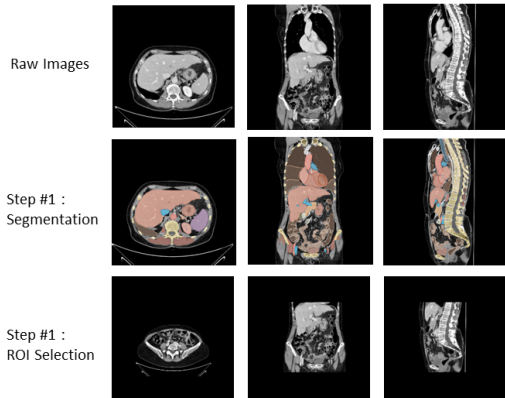 Raw Images
Step #1 :
Segmentation
Step #1 :
ROI Selection